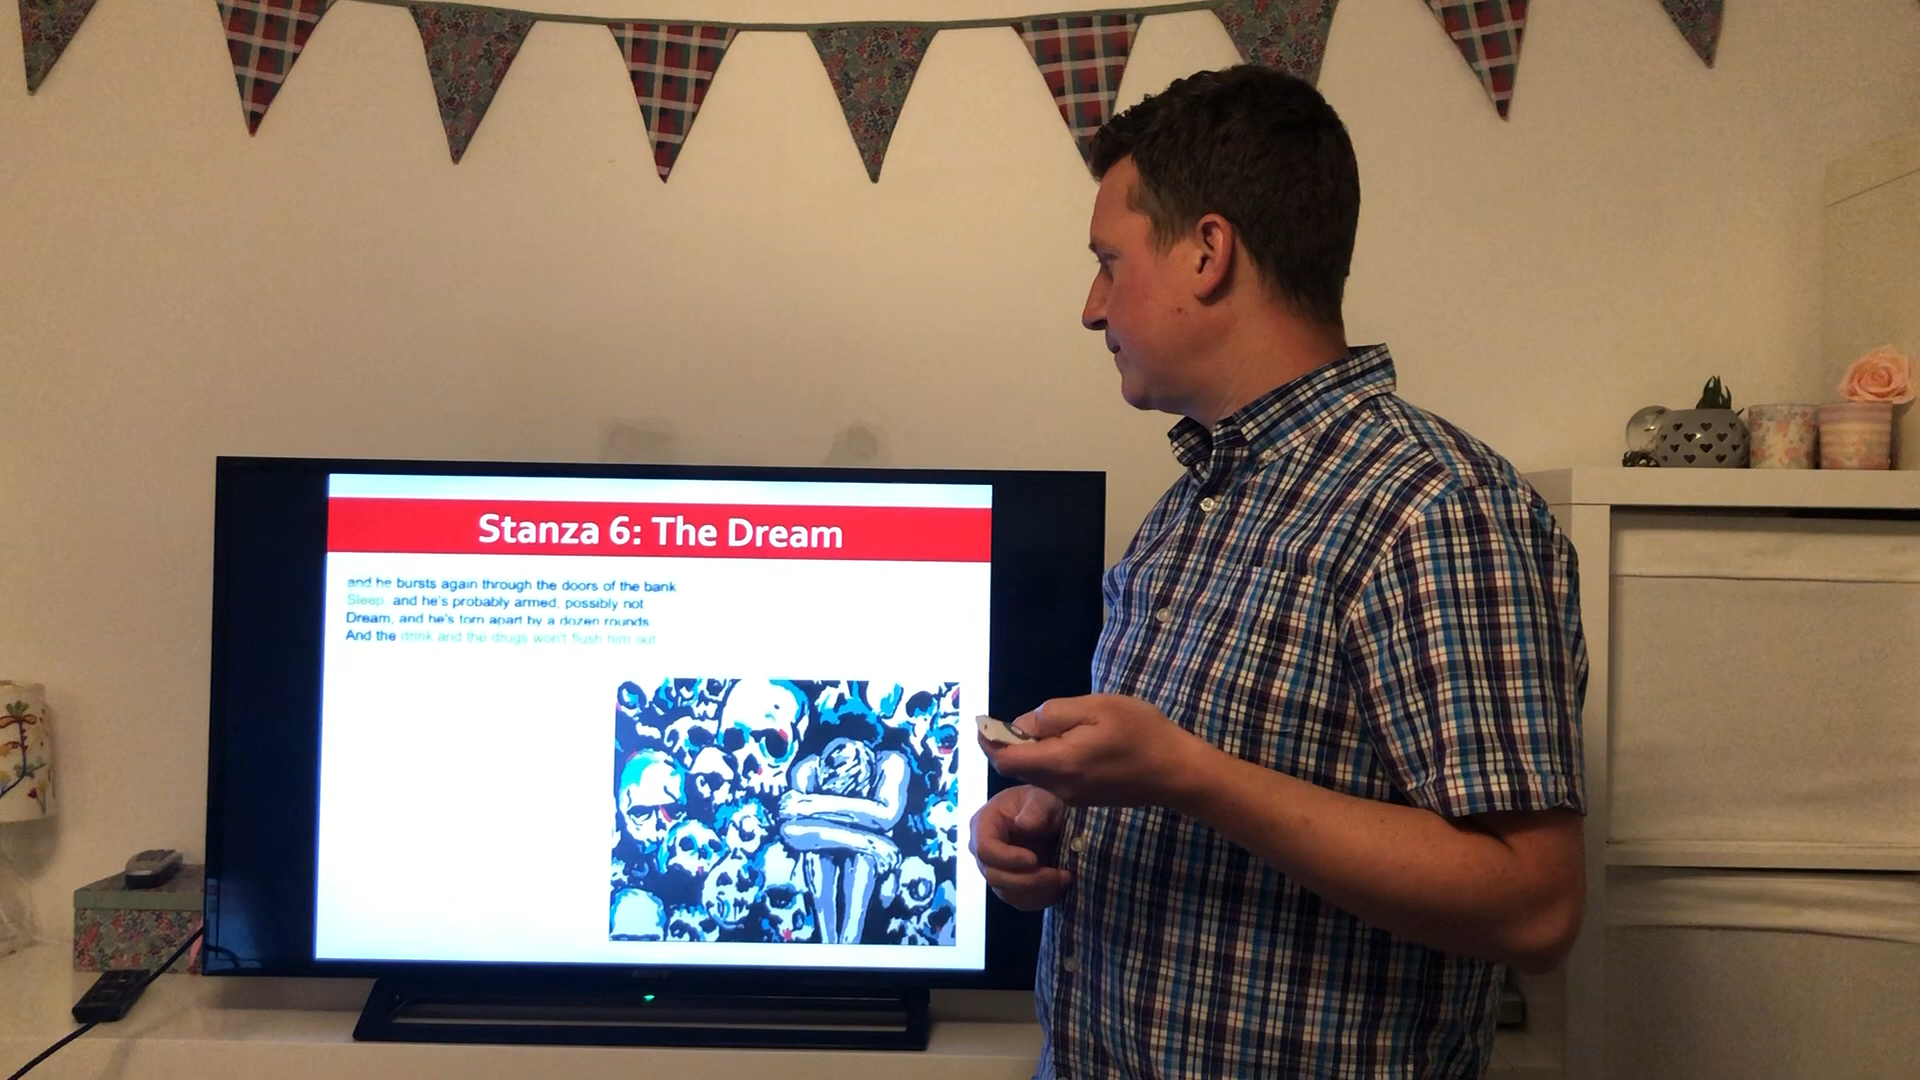 Stanza 6: The Dream
and he bursts again through the doors of the bank
Sleep, and he's probably armed, possibly not
Dream, and he's torn apart by a dozen rounds
And the drink and the drugs won't flush him out
SONY